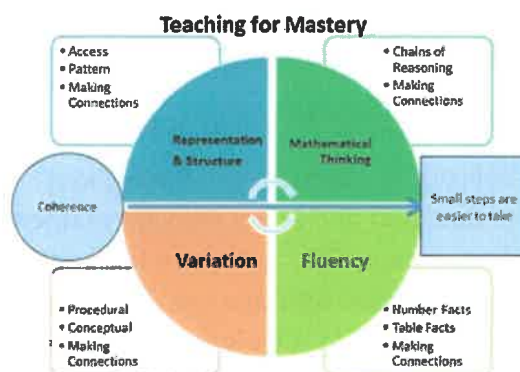 Teaching for Mastery
• Access
• Pattern
• Making
Connections
• Chains of
Reasoning
• Making
Connections
Representation
& Structure
Mathematical
Thinking
Coherence
Small steps are
easier to take
Variation
Fluency
• Procedural
• Conceptual
• Making
Connections
• Number Facts
• Table Facts
• Making
Connections